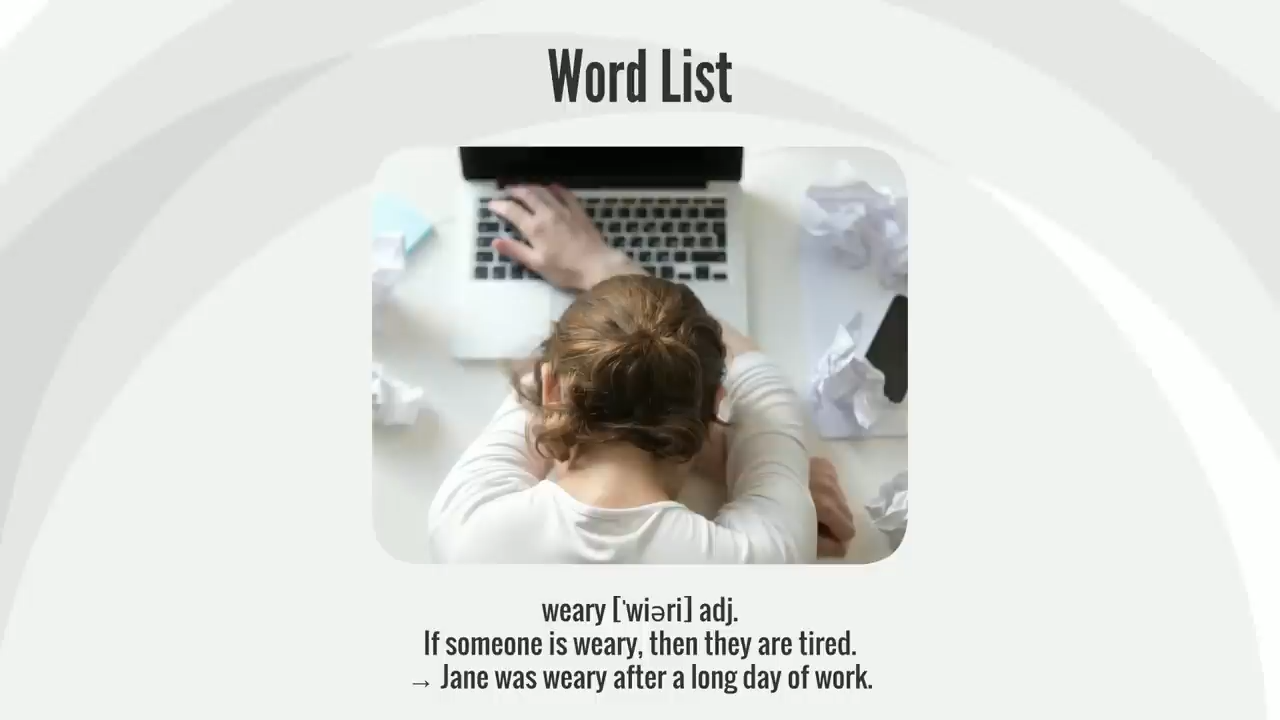 Word List
weary [ˈwiəri] adj.
If someone is weary, then they are tired.
→ Jane was weary after a long day of work.